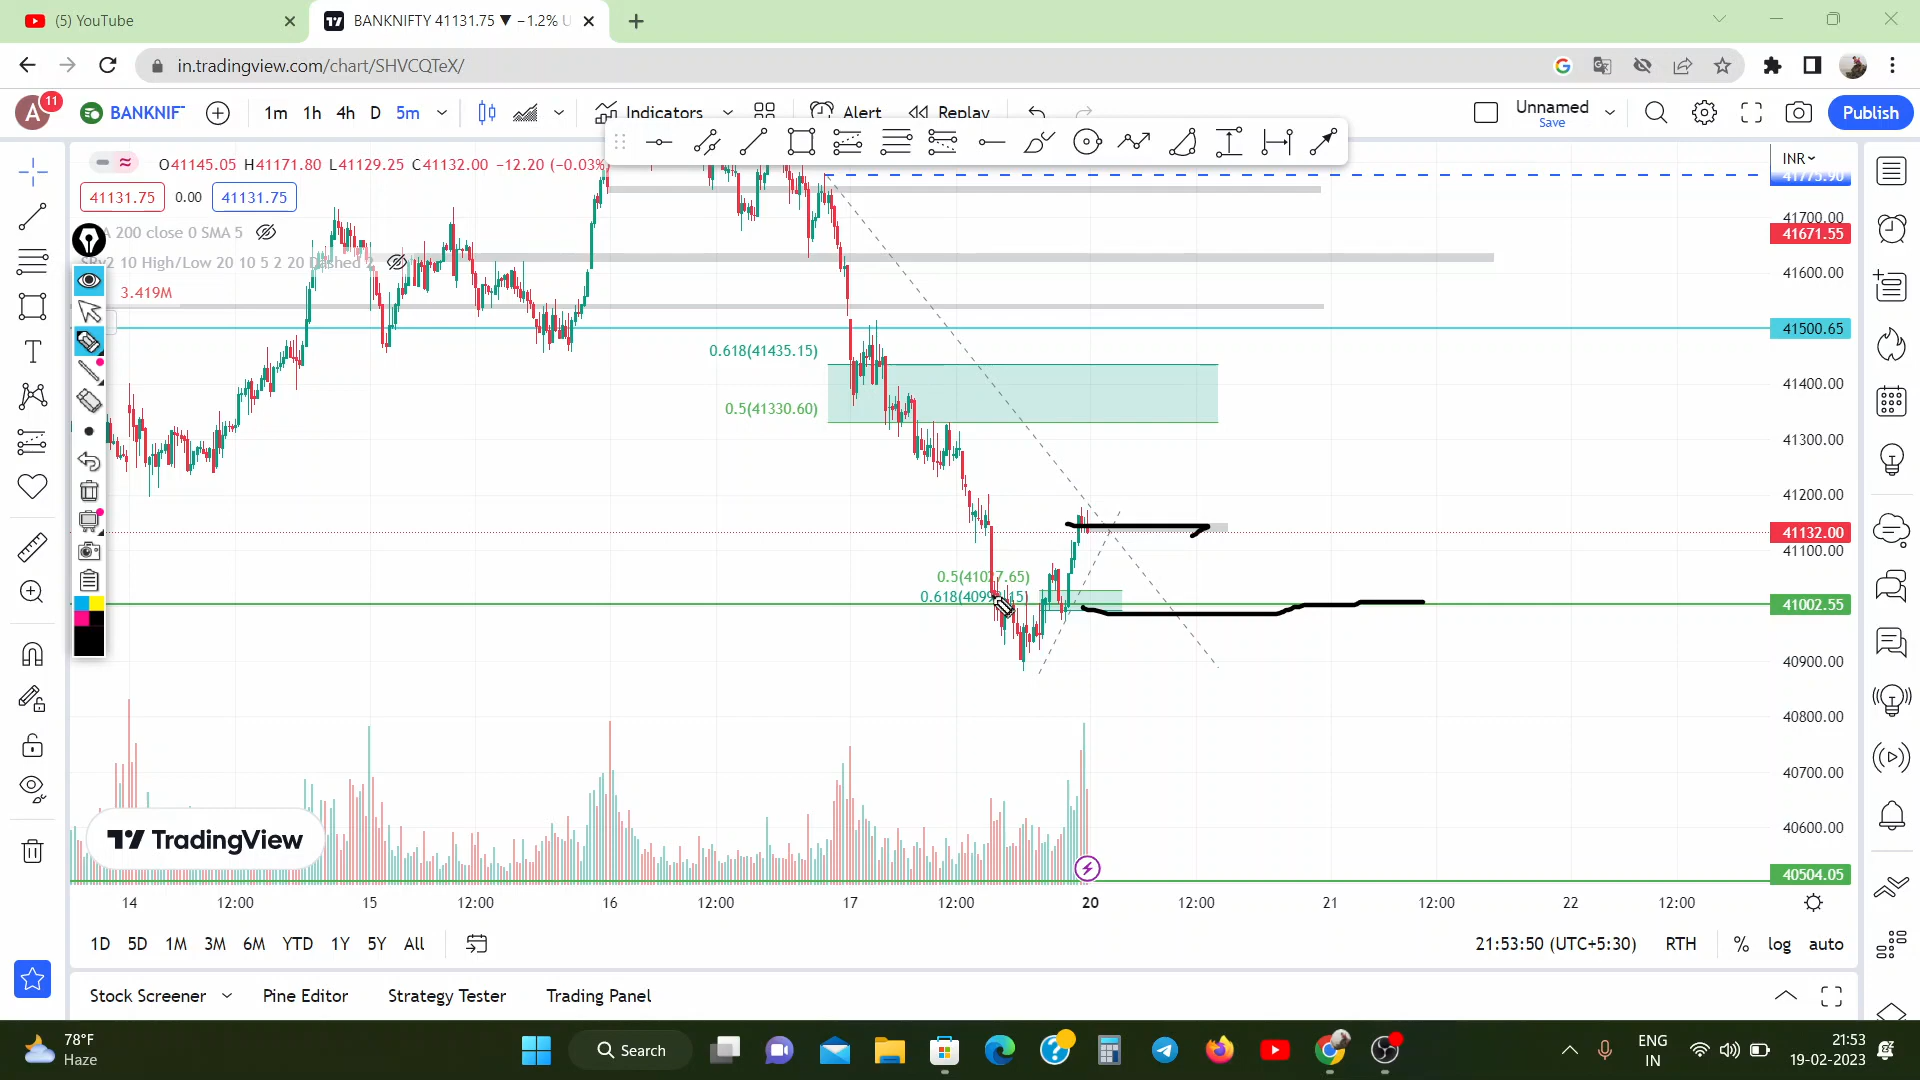 (5) YouTube
BANKNIFTY 41131.75 ▼ −1.2% U
in.tradingview.com/chart/SHVCQTeX/
A 11
BANKNIF
1m 1h 4h D 5m
Indicators
Alert
Replay
Unnamed
Save
Publish
O41145.05 H41171.80 L41129.25 C41132.00 −12.20 (−0.03%
41131.75 0.00 41131.75
A 200 close 0 SMA 5
SRv2 10 High/Low 20 10 5 2 20 Dashed 2
3.419M
INR
41775.90
41700.00
41671.55
41600.00
41500.65
41400.00
41300.00
41200.00
41132.00
41100.00
41002.55
40900.00
40800.00
40700.00
40600.00
40504.05
0.618(41435.15)
0.5(41330.60)
0.5(41027.65)
TradingView
14 12:00 15 12:00 16 12:00 17 12:00 20 12:00 21 12:00 22 12:00
1D 5D 1M 3M 6M YTD 1Y 5Y All
21:53:50 (UTC+5:30) RTH % log auto
Stock Screener Pine Editor Strategy Tester Trading Panel
78°F
Haze
Search
ENG
IN
21:53
19-02-2023